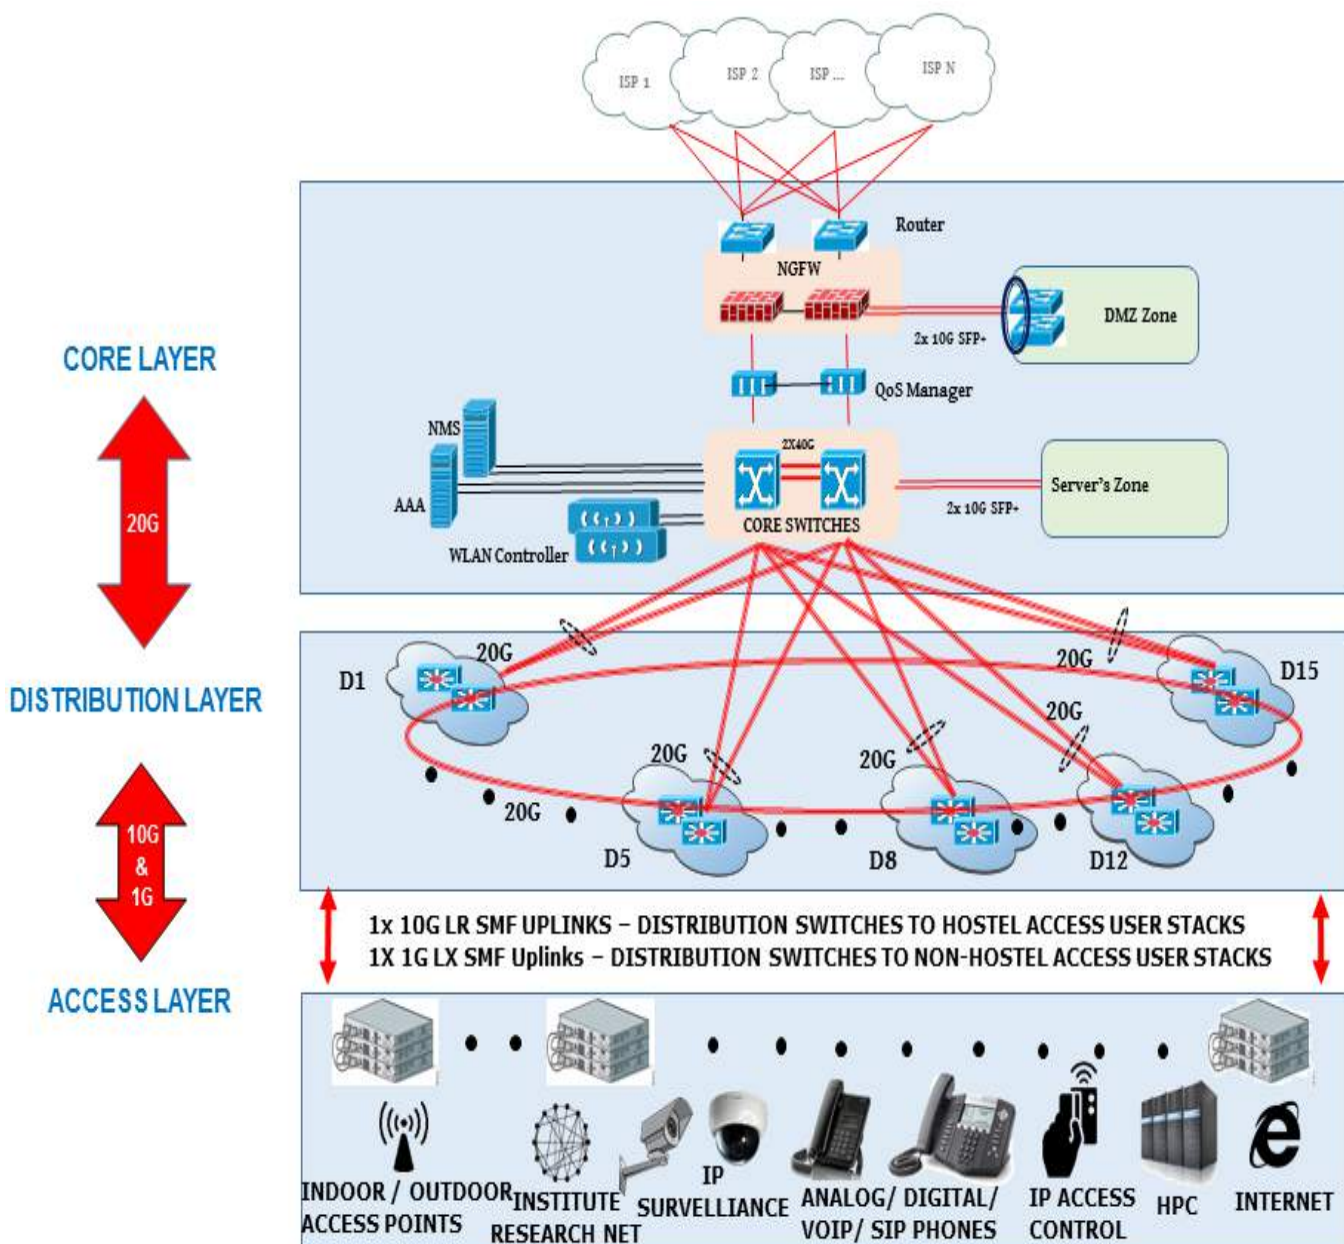 ISP 1
ISP 2
ISP ...
ISP N
Router
NGFW
DMZ Zone
2x 10G SFP+
CORE LAYER
QoS Manager
NMS
2X40G
20G
AAA
Server's Zone
2x 10G SFP+
CORE SWITCHES
WLAN Controller
20G
20G
D1
D15
DISTRIBUTION LAYER
20G
20G
20G
20G
D5
D8
D12
10G
&
1G
1x 10G LR SMF UPLINKS – DISTRIBUTION SWITCHES TO HOSTEL ACCESS USER STACKS
1X 1G LX SMF Uplinks – DISTRIBUTION SWITCHES TO NON-HOSTEL ACCESS USER STACKS
ACCESS LAYER
INDOOR / OUTDOOR
ACCESS POINTS
INSTITUTE
RESEARCH NET
IP
SURVELLIANCE
ANALOG/ DIGITAL/
VOIP/ SIP PHONES
IP ACCESS
CONTROL
HPC
INTERNET